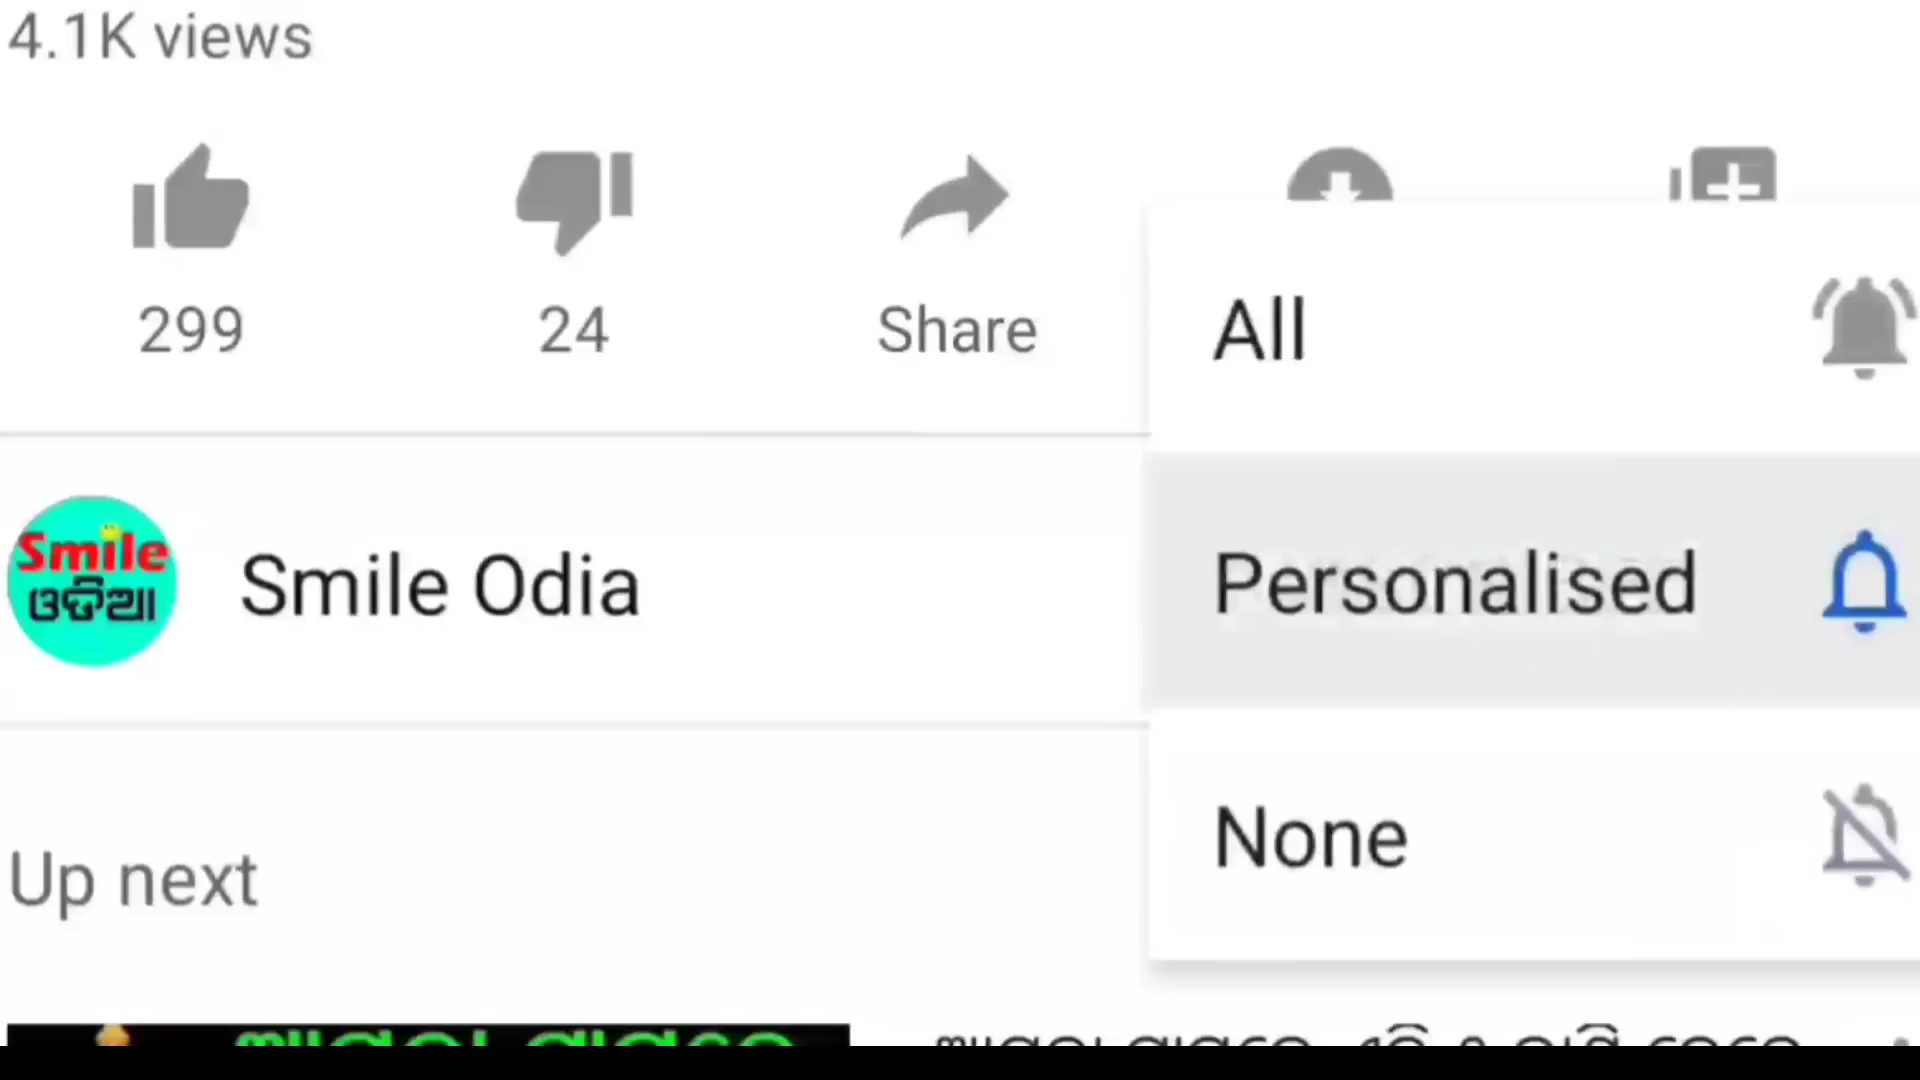 4.1K views
299
24
Share
All
Smile
ଓଡିଆ
Smile Odia
Personalised
None
Up next